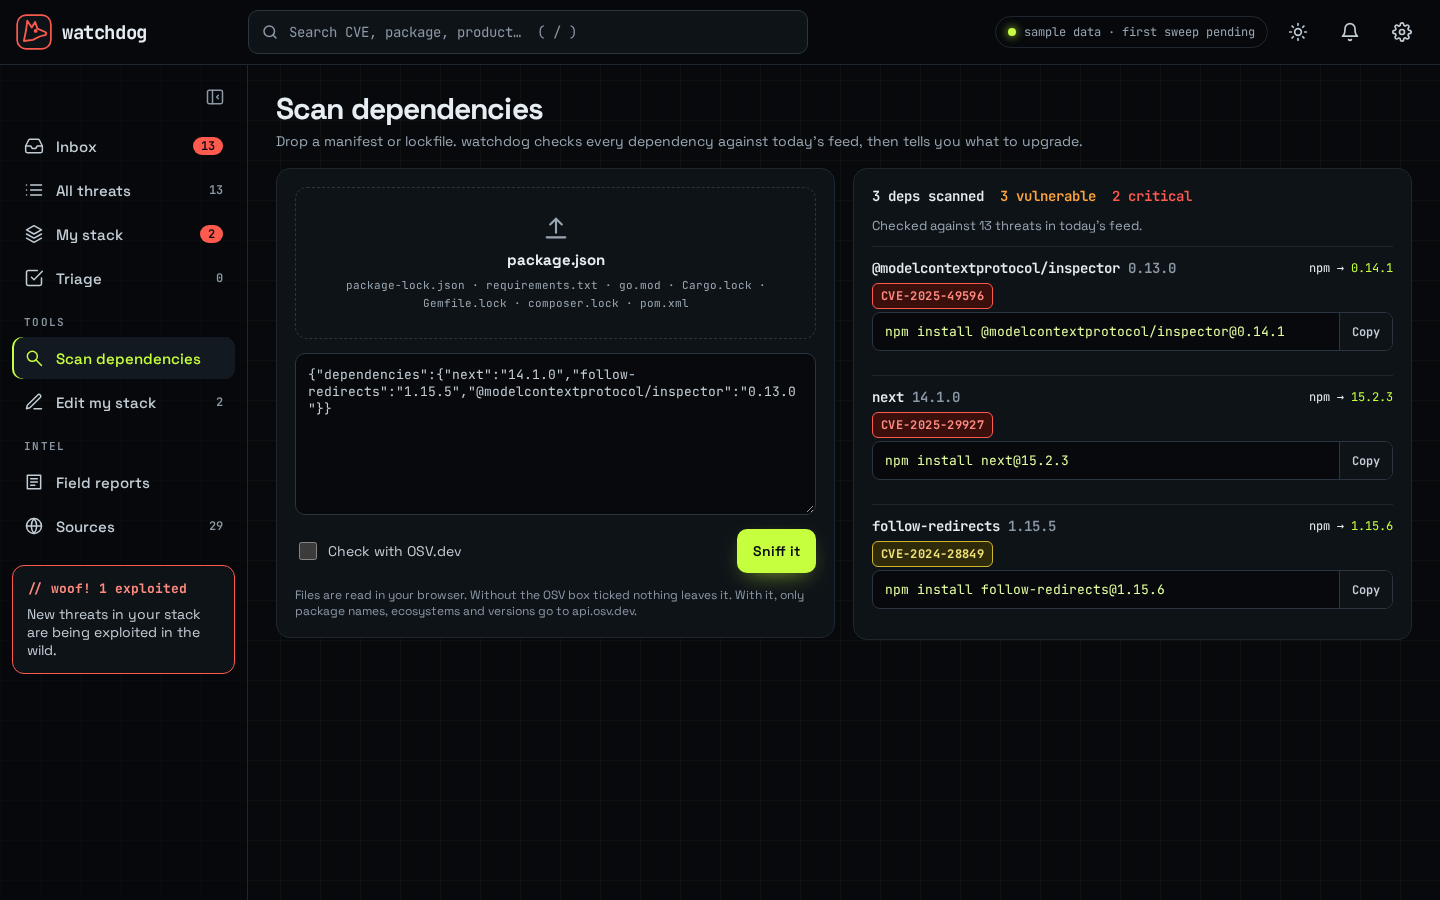 watchdog
Search CVE, package, product… ( / )
sample data · first sweep pending
Inbox 13
All threats 13
My stack 2
Triage 0
TOOLS
Scan dependencies
Edit my stack 2
INTEL
Field reports
Sources 29
// woof! 1 exploited
New threats in your stack
are being exploited in the
wild.
Scan dependencies
Drop a manifest or lockfile. watchdog checks every dependency against today's feed, then tells you what to upgrade.
package.json
package-lock.json · requirements.txt · go.mod · Cargo.lock ·
Gemfile.lock · composer.lock · pom.xml
{"dependencies":{"next":"14.1.0","follow-
redirects":"1.15.5","@modelcontextprotocol/inspector":"0.13.0
"}}
Check with OSV.dev
Sniff it
Files are read in your browser. Without the OSV box ticked nothing leaves it. With it, only
package names, ecosystems and versions go to api.osv.dev.
3 deps scanned 3 vulnerable 2 critical
Checked against 13 threats in today's feed.
@modelcontextprotocol/inspector 0.13.0 npm → 0.14.1
CVE-2025-49596
npm install @modelcontextprotocol/inspector@0.14.1 Copy
next 14.1.0 npm → 15.2.3
CVE-2025-29927
npm install next@15.2.3 Copy
follow-redirects 1.15.5 npm → 1.15.6
CVE-2024-28849
npm install follow-redirects@1.15.6 Copy